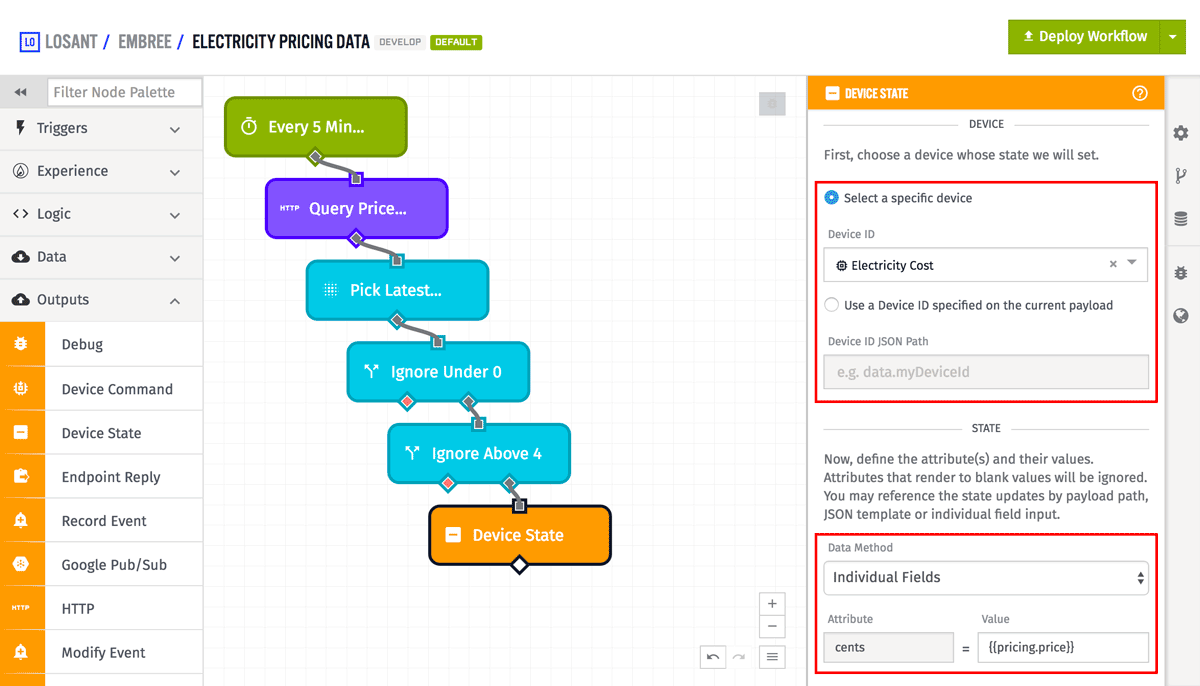 LO LOSANT / EMBREE / ELECTRICITY PRICING DATA DEVELOP DEFAULT
Deploy Workflow
Filter Node Palette
Triggers
Experience
Logic
Data
Outputs
Debug
Device Command
Device State
Endpoint Reply
Record Event
Google Pub/Sub
HTTP HTTP
Modify Event
Every 5 Min...
HTTP Query Price...
Pick Latest...
Ignore Under 0
Ignore Above 4
Device State
DEVICE STATE
DEVICE
First, choose a device whose state we will set.
Select a specific device
Device ID
Electricity Cost
Use a Device ID specified on the current payload
Device ID JSON Path
e.g. data.myDeviceId
STATE
Now, define the attribute(s) and their values.
Attributes that render to blank values will be ignored.
You may reference the state updates by payload path,
JSON template or individual field input.
Data Method
Individual Fields
Attribute Value
cents = {{pricing.price}}